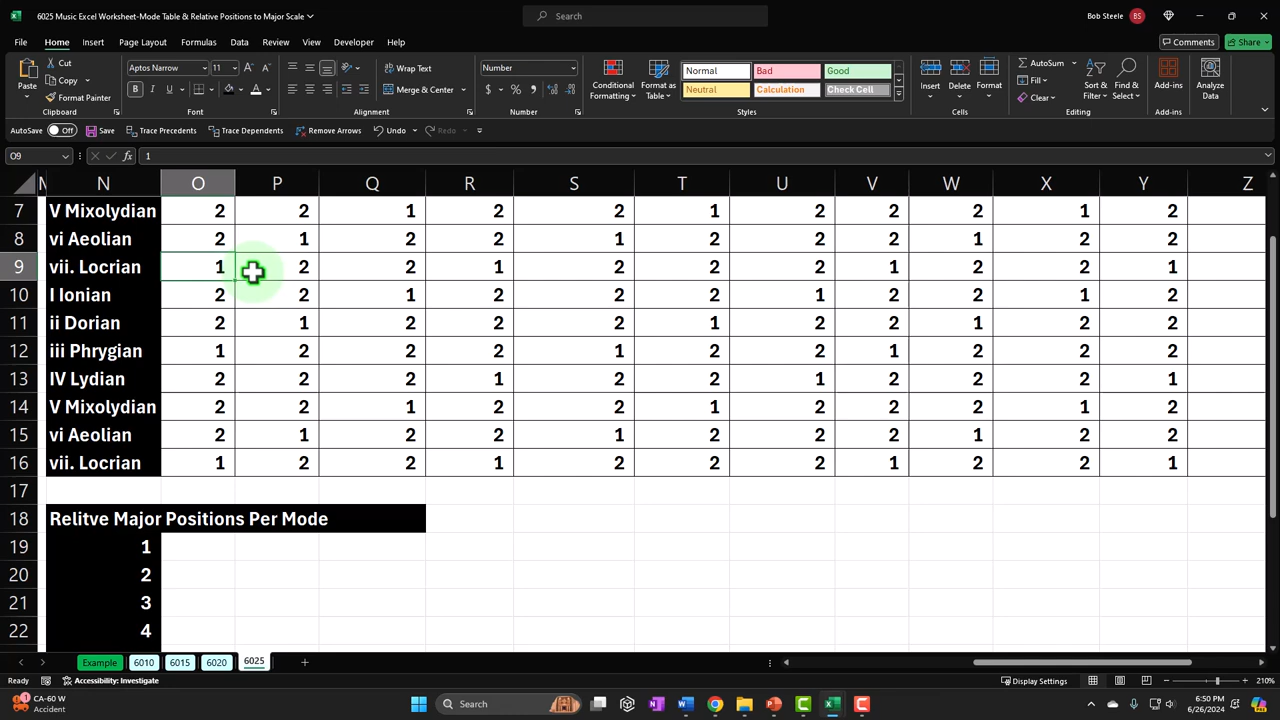 6025 Music Excel Worksheet-Mode Table & Relative Positions to Major Scale
Search
Bob Steele
BS
File Home Insert Page Layout Formulas Data Review View Developer Help
Comments
Share
Paste
Cut
Copy
Format Painter
Clipboard
Aptos Narrow
11
Font
Wrap Text
Merge & Center
Alignment
Number
Number
Conditional Formatting
Format as Table
Normal Bad Good
Neutral Calculation Check Cell
Styles
Insert Delete Format
Cells
AutoSum
Fill
Clear
Sort & Filter
Find & Select
Editing
Add-ins
Add-ins
Analyze Data
AutoSave Off Save Trace Precedents Trace Dependents Remove Arrows Undo Redo
O9
fx
1
N O P Q R S T U V W X Y Z
7 V Mixolydian 2 2 1 2 2 1 2 2 2 1 2
8 vi Aeolian 2 1 2 2 1 2 2 2 1 2 2
9 vii. Locrian 1 2 2 1 2 2 2 1 2 2 1
10 I Ionian 2 2 1 2 2 2 1 2 2 1 2
11 ii Dorian 2 1 2 2 2 1 2 2 1 2 2
12 iii Phrygian 1 2 2 2 1 2 2 1 2 2 2
13 IV Lydian 2 2 2 1 2 2 1 2 2 2 1
14 V Mixolydian 2 2 1 2 2 1 2 2 2 1 2
15 vi Aeolian 2 1 2 2 1 2 2 2 1 2 2
16 vii. Locrian 1 2 2 1 2 2 2 1 2 2 1
17
18 Relitve Major Positions Per Mode
19 1
20 2
21 3
22 4
Example 6010 6015 6020 6025
Ready
Accessibility: Investigate
Display Settings
210%
CA-60 W
Accident
Search
6:50 PM
6/26/2024